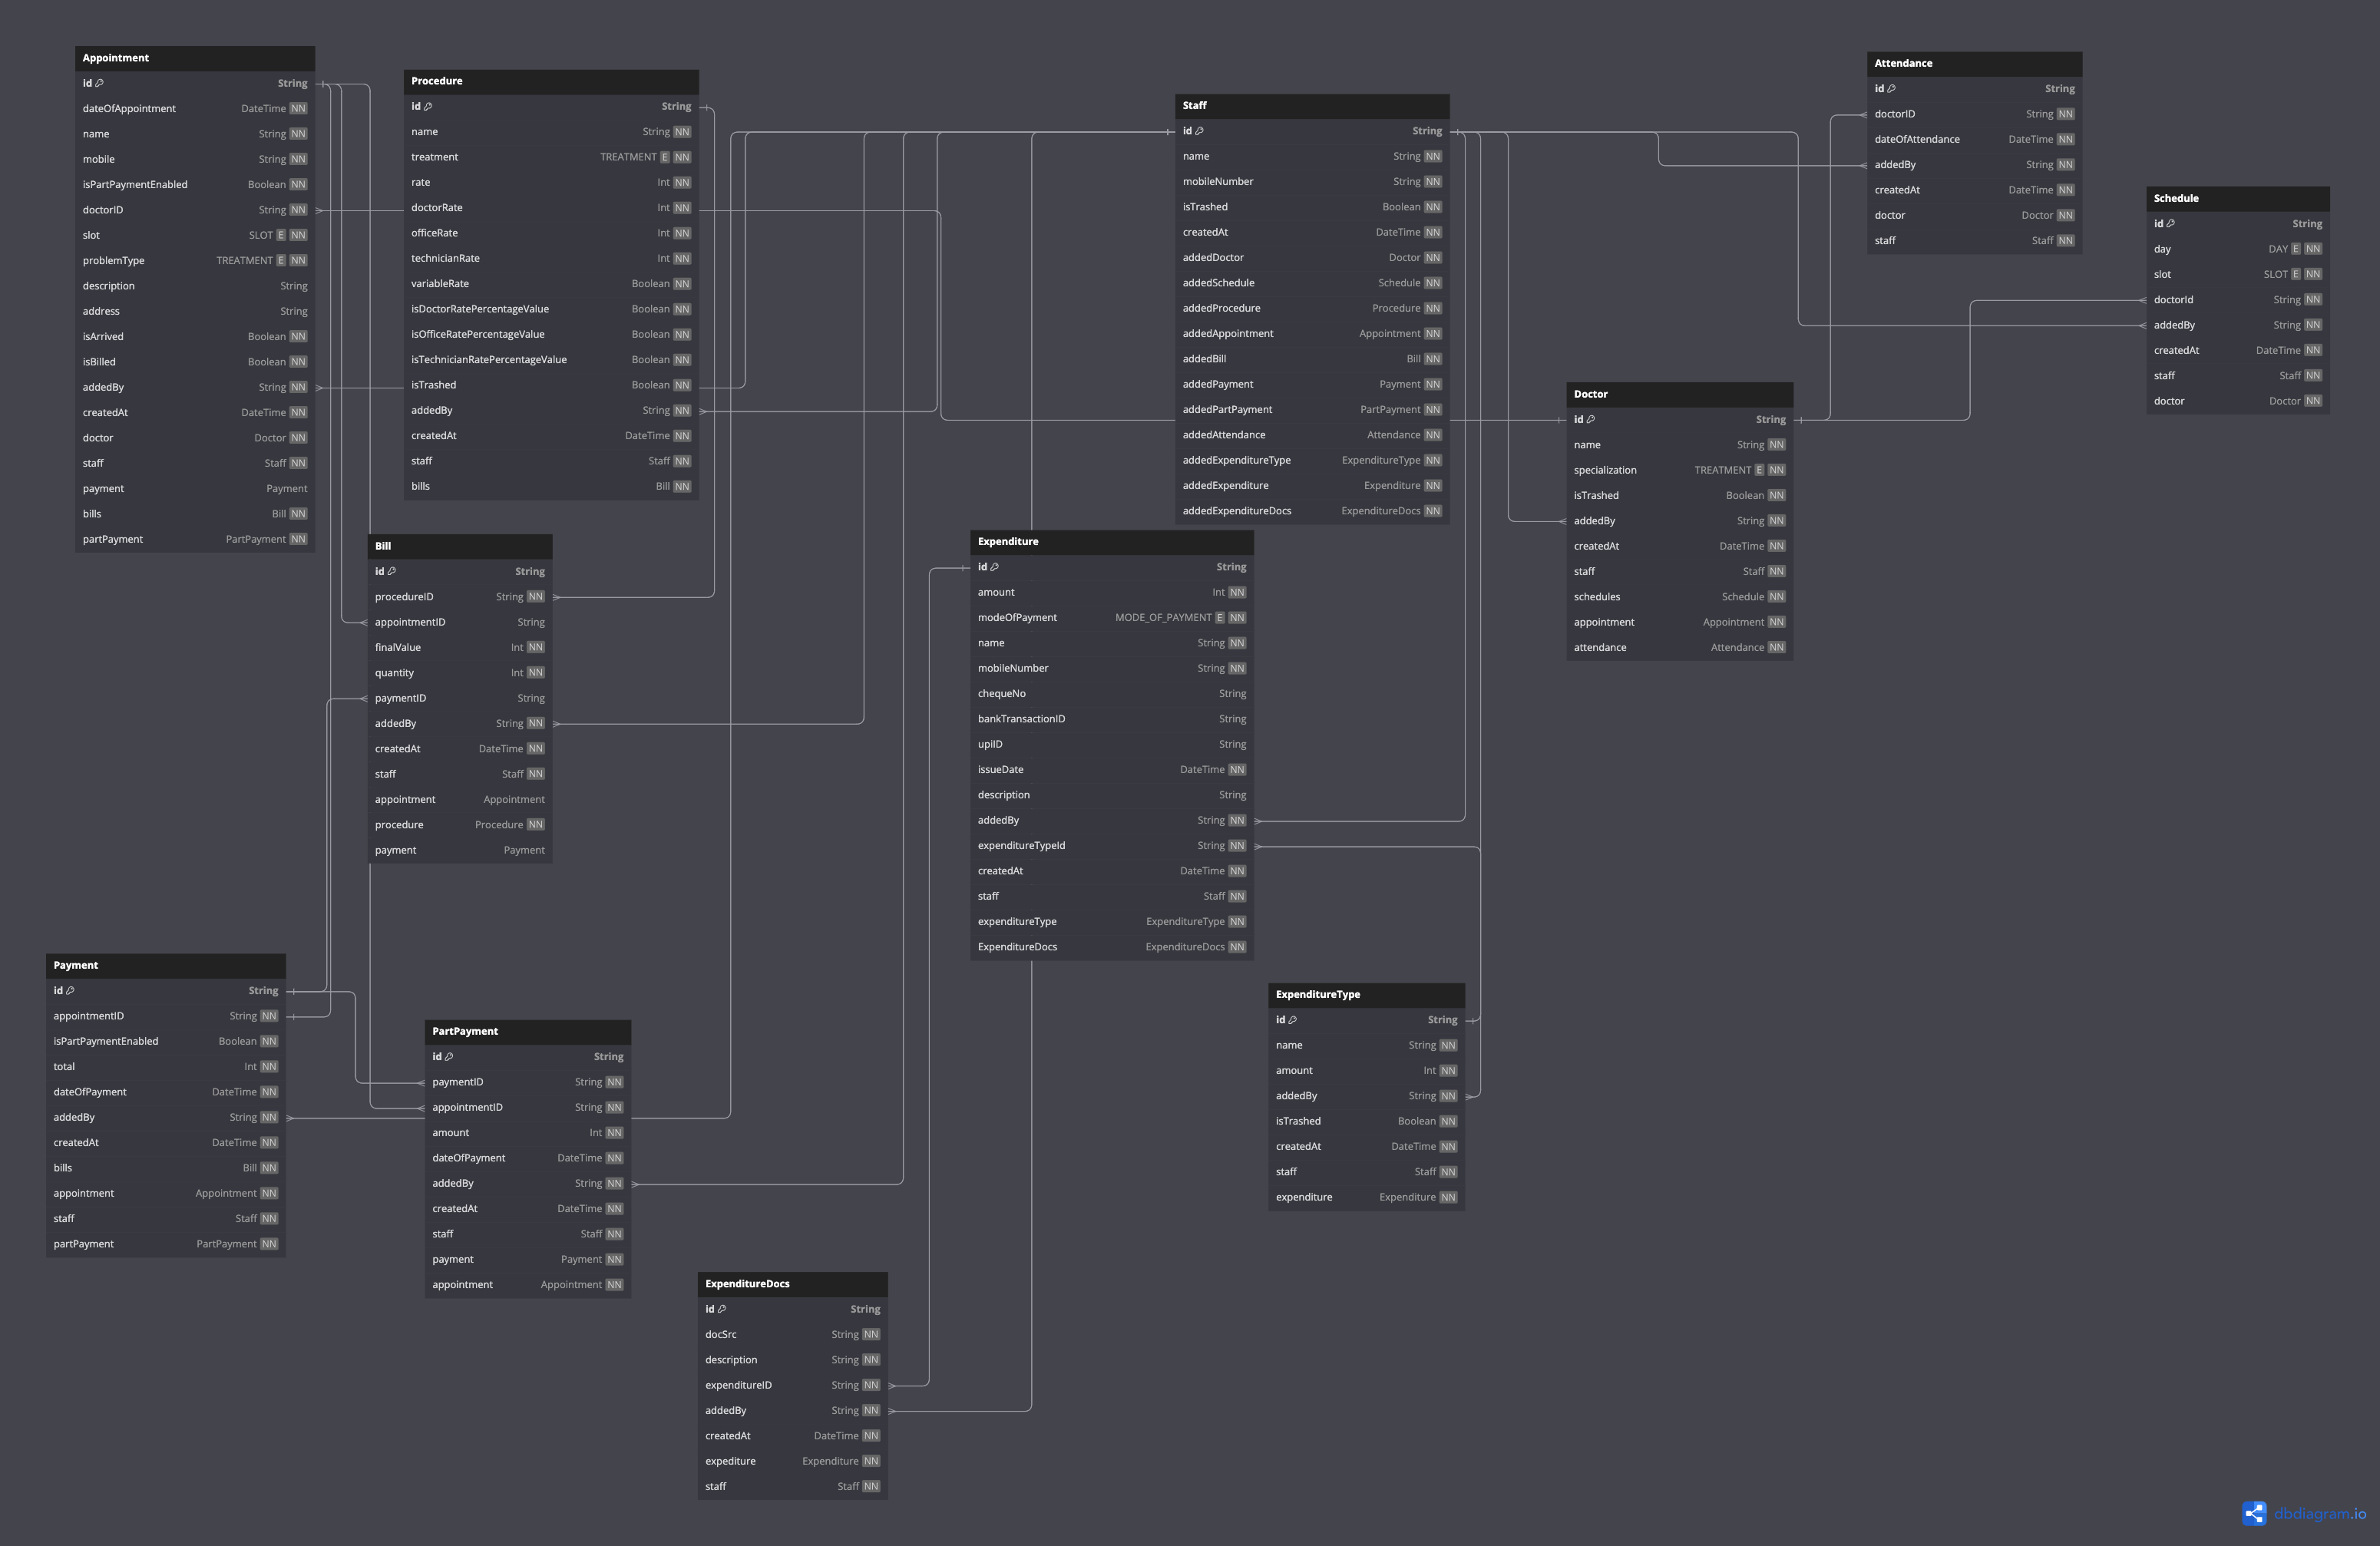 Appointment
id String
dateOfAppointment DateTime NN
name String NN
mobile String NN
isPartPaymentEnabled Boolean NN
doctorID String NN
slot SLOT E NN
problemType TREATMENT E NN
description String
address String
isArrived Boolean NN
isBilled Boolean NN
addedBy String NN
createdAt DateTime NN
doctor Doctor NN
staff Staff NN
payment Payment
bills Bill NN
partPayment PartPayment NN
Procedure
id String
name String NN
treatment TREATMENT E NN
rate Int NN
doctorRate Int NN
officeRate Int NN
technicianRate Int NN
variableRate Boolean NN
isDoctorRatePercentageValue Boolean NN
isOfficeRatePercentageValue Boolean NN
isTechnicianRatePercentageValue Boolean NN
isTrashed Boolean NN
addedBy String NN
createdAt DateTime NN
staff Staff NN
bills Bill NN
Staff
id String
name String NN
mobileNumber String NN
isTrashed Boolean NN
createdAt DateTime NN
addedDoctor Doctor NN
addedSchedule Schedule NN
addedProcedure Procedure NN
addedAppointment Appointment NN
addedBill Bill NN
addedPayment Payment NN
addedPartPayment PartPayment NN
addedAttendance Attendance NN
addedExpenditureType ExpenditureType NN
addedExpenditure Expenditure NN
addedExpenditureDocs ExpenditureDocs NN
Attendance
id String
doctorID String NN
dateOfAttendance DateTime NN
addedBy String NN
createdAt DateTime NN
doctor Doctor NN
staff Staff NN
Schedule
id String
day DAY E NN
slot SLOT E NN
doctorId String NN
addedBy String NN
createdAt DateTime NN
staff Staff NN
doctor Doctor NN
Doctor
id String
name String NN
specialization TREATMENT E NN
isTrashed Boolean NN
addedBy String NN
createdAt DateTime NN
staff Staff NN
schedules Schedule NN
appointment Appointment NN
attendance Attendance NN
Bill
id String
procedureID String NN
appointmentID String
finalValue Int NN
quantity Int NN
paymentID String
addedBy String NN
createdAt DateTime NN
staff Staff NN
appointment Appointment
procedure Procedure NN
payment Payment
Expenditure
id String
amount Int NN
modeOfPayment MODE_OF_PAYMENT E NN
name String NN
mobileNumber String NN
chequeNo String
bankTransactionID String
upiID String
issueDate DateTime NN
description String
addedBy String NN
expenditureTypeId String NN
createdAt DateTime NN
staff Staff NN
expenditureType ExpenditureType NN
ExpenditureDocs ExpenditureDocs NN
Payment
id String
appointmentID String NN
isPartPaymentEnabled Boolean NN
total Int NN
dateOfPayment DateTime NN
addedBy String NN
createdAt DateTime NN
bills Bill NN
appointment Appointment NN
staff Staff NN
partPayment PartPayment NN
PartPayment
id String
paymentID String NN
appointmentID String NN
amount Int NN
dateOfPayment DateTime NN
addedBy String NN
createdAt DateTime NN
staff Staff NN
payment Payment NN
appointment Appointment NN
ExpenditureType
id String
name String NN
amount Int NN
addedBy String NN
isTrashed Boolean NN
createdAt DateTime NN
staff Staff NN
expenditure Expenditure NN
ExpenditureDocs
id String
docSrc String NN
description String NN
expenditureID String NN
addedBy String NN
createdAt DateTime NN
expediture Expenditure NN
staff Staff NN
dbdiagram.io